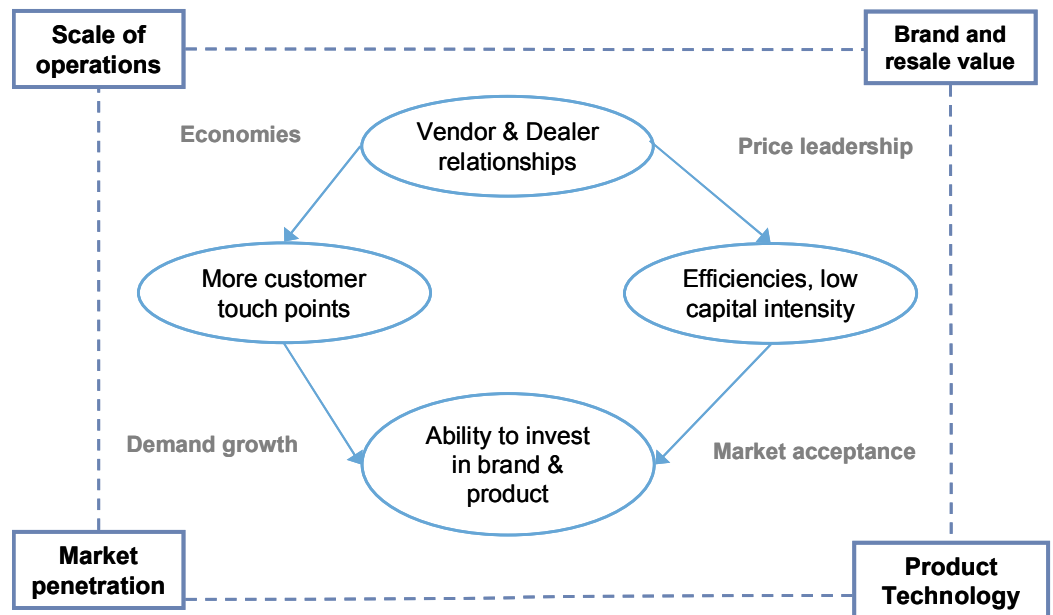 Scale of
operations
Brand and
resale value
Economies
Vendor & Dealer
relationships
Price leadership
More customer
touch points
Efficiencies, low
capital intensity
Demand growth
Ability to invest
in brand &
product
Market acceptance
Market
penetration
Product
Technology